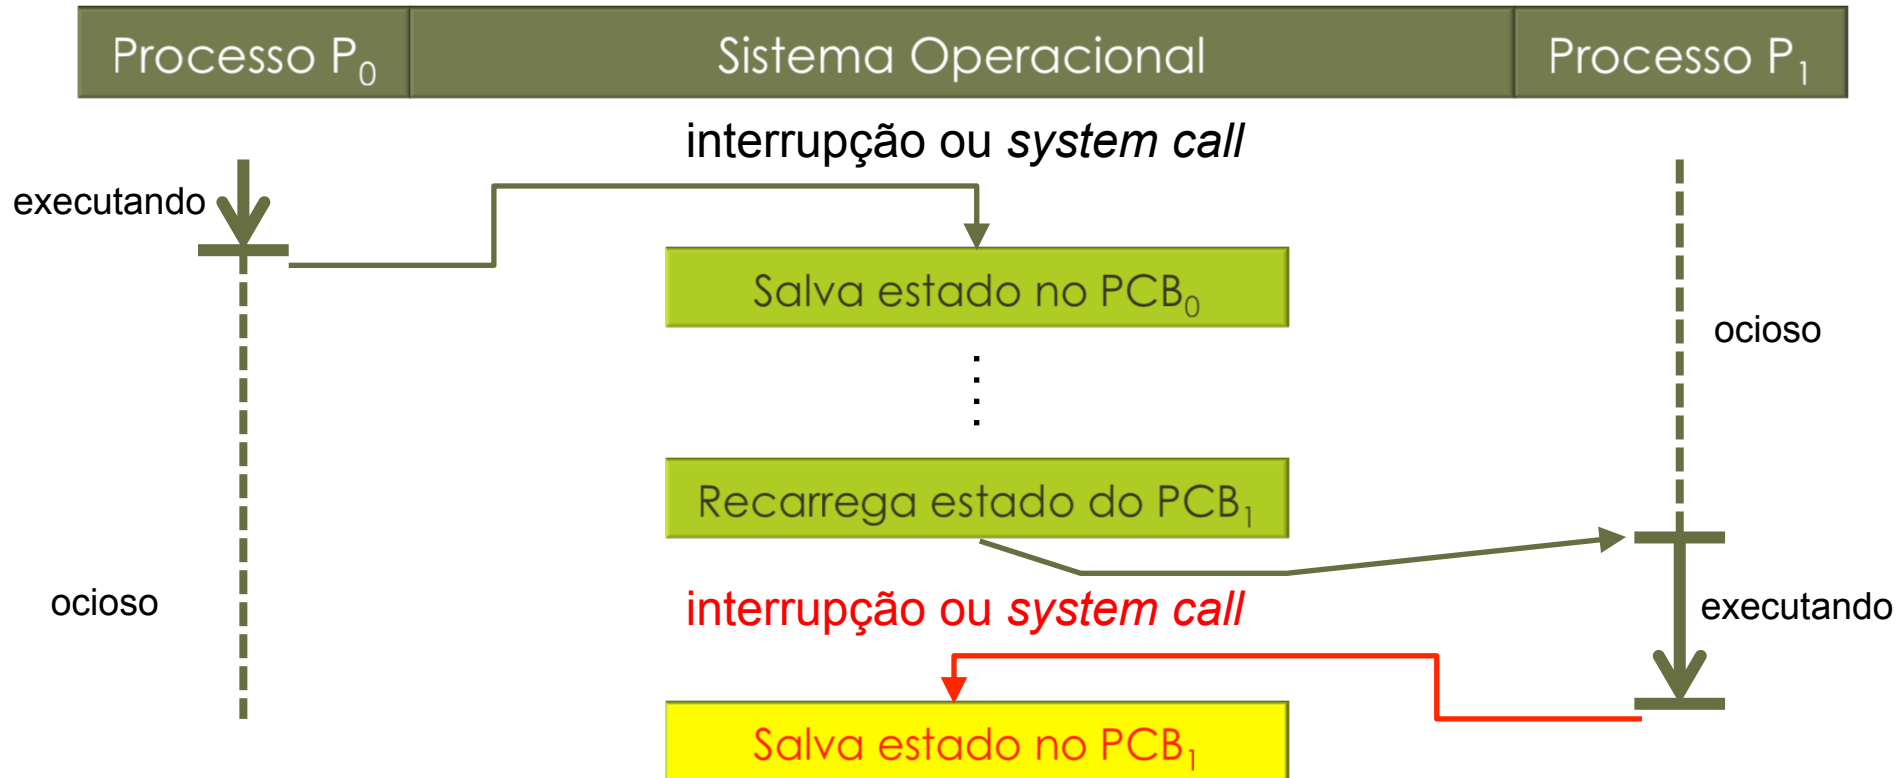 Processo P0 Sistema Operacional Processo P1
interrupção ou system call
executando
Salva estado no PCB0
ocioso
Recarrega estado do PCB1
ocioso
interrupção ou system call
executando
Salva estado no PCB1